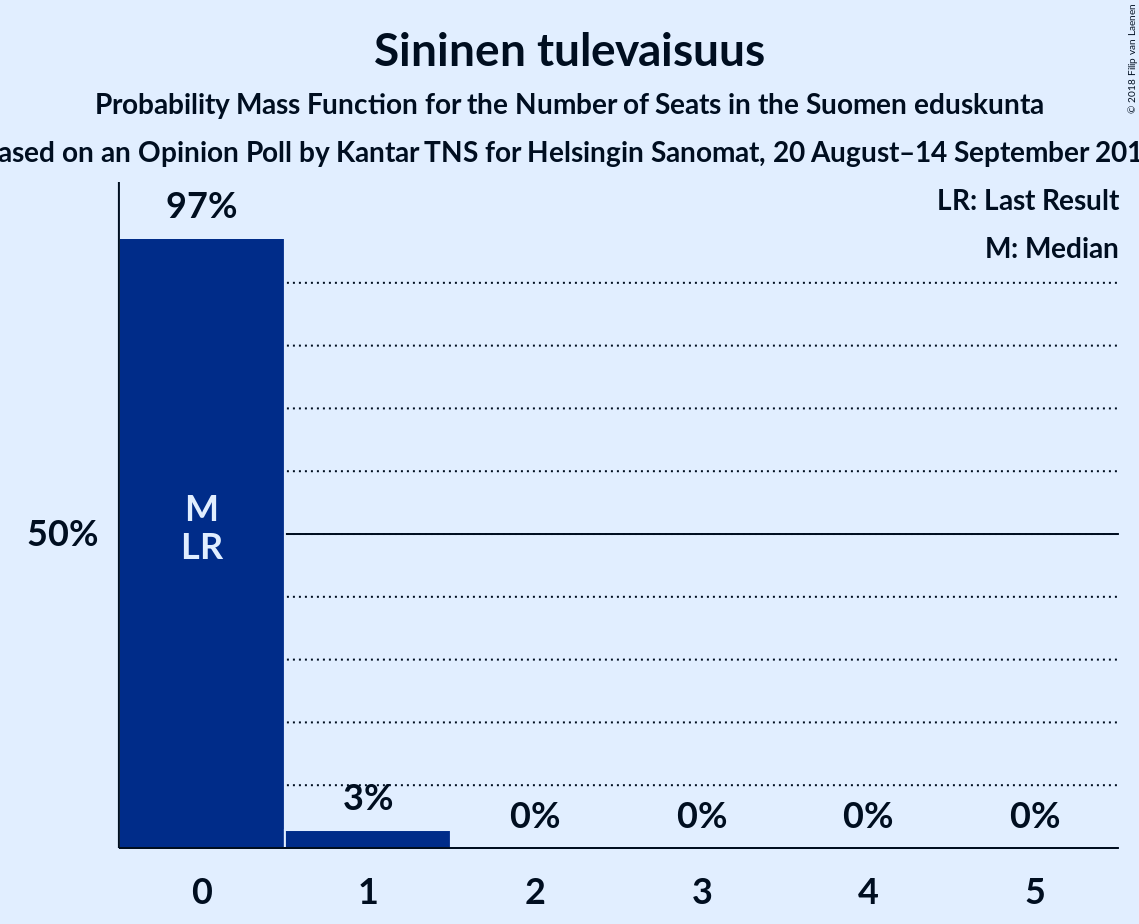 Sininen tulevaisuus
Probability Mass Function for the Number of Seats in the Suomen eduskunta
ased on an Opinion Poll by Kantar TNS for Helsingin Sanomat, 20 August–14 September 201
© 2018 Filip van Laenen
LR: Last Result
M: Median
97%
M
LR
50%
3%
0%
0%
0%
0%
0
1
2
3
4
5